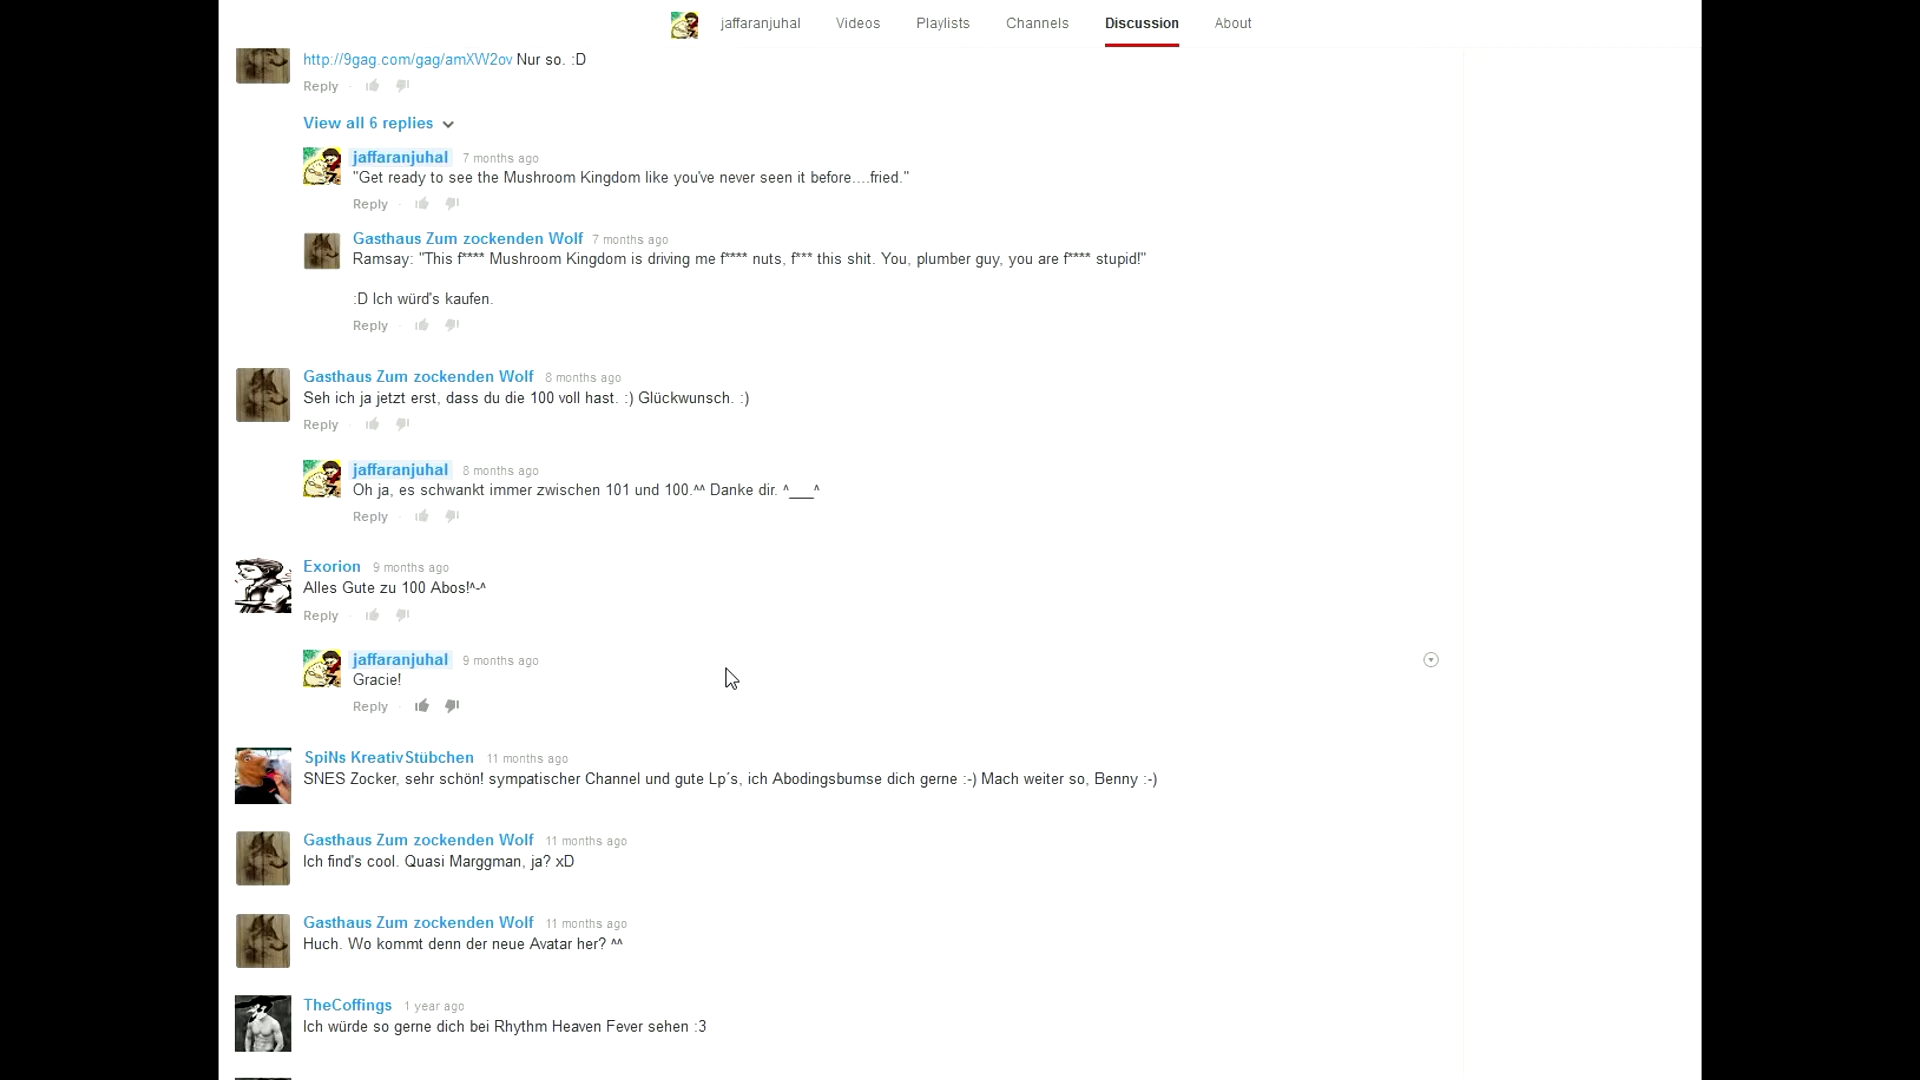 jaffaranjuhal Videos Playlists Channels Discussion About
http://9gag.com/gag/amXW2ov Nur so. :D
Reply ·
View all 6 replies
jaffaranjuhal 7 months ago
"Get ready to see the Mushroom Kingdom like you've never seen it before....fried."
Reply ·
Gasthaus Zum zockenden Wolf 7 months ago
Ramsay: "This f**** Mushroom Kingdom is driving me f**** nuts, f*** this shit. You, plumber guy, you are f**** stupid!"
:D Ich würd's kaufen.
Reply ·
Gasthaus Zum zockenden Wolf 8 months ago
Seh ich ja jetzt erst, dass du die 100 voll hast. :) Glückwunsch. :)
Reply ·
jaffaranjuhal 8 months ago
Oh ja, es schwankt immer zwischen 101 und 100.^^ Danke dir. ^___^
Reply ·
Exorion 9 months ago
Alles Gute zu 100 Abos!^-^
Reply ·
jaffaranjuhal 9 months ago
Gracie!
Reply ·
SpiNs KreativStübchen 11 months ago
SNES Zocker, sehr schön! sympatischer Channel und gute Lp´s, ich Abodingsbumse dich gerne :-) Mach weiter so, Benny :-)
Gasthaus Zum zockenden Wolf 11 months ago
Ich find's cool. Quasi Marggman, ja? xD
Gasthaus Zum zockenden Wolf 11 months ago
Huch. Wo kommt denn der neue Avatar her? ^^
TheCoffings 1 year ago
Ich würde so gerne dich bei Rhythm Heaven Fever sehen :3